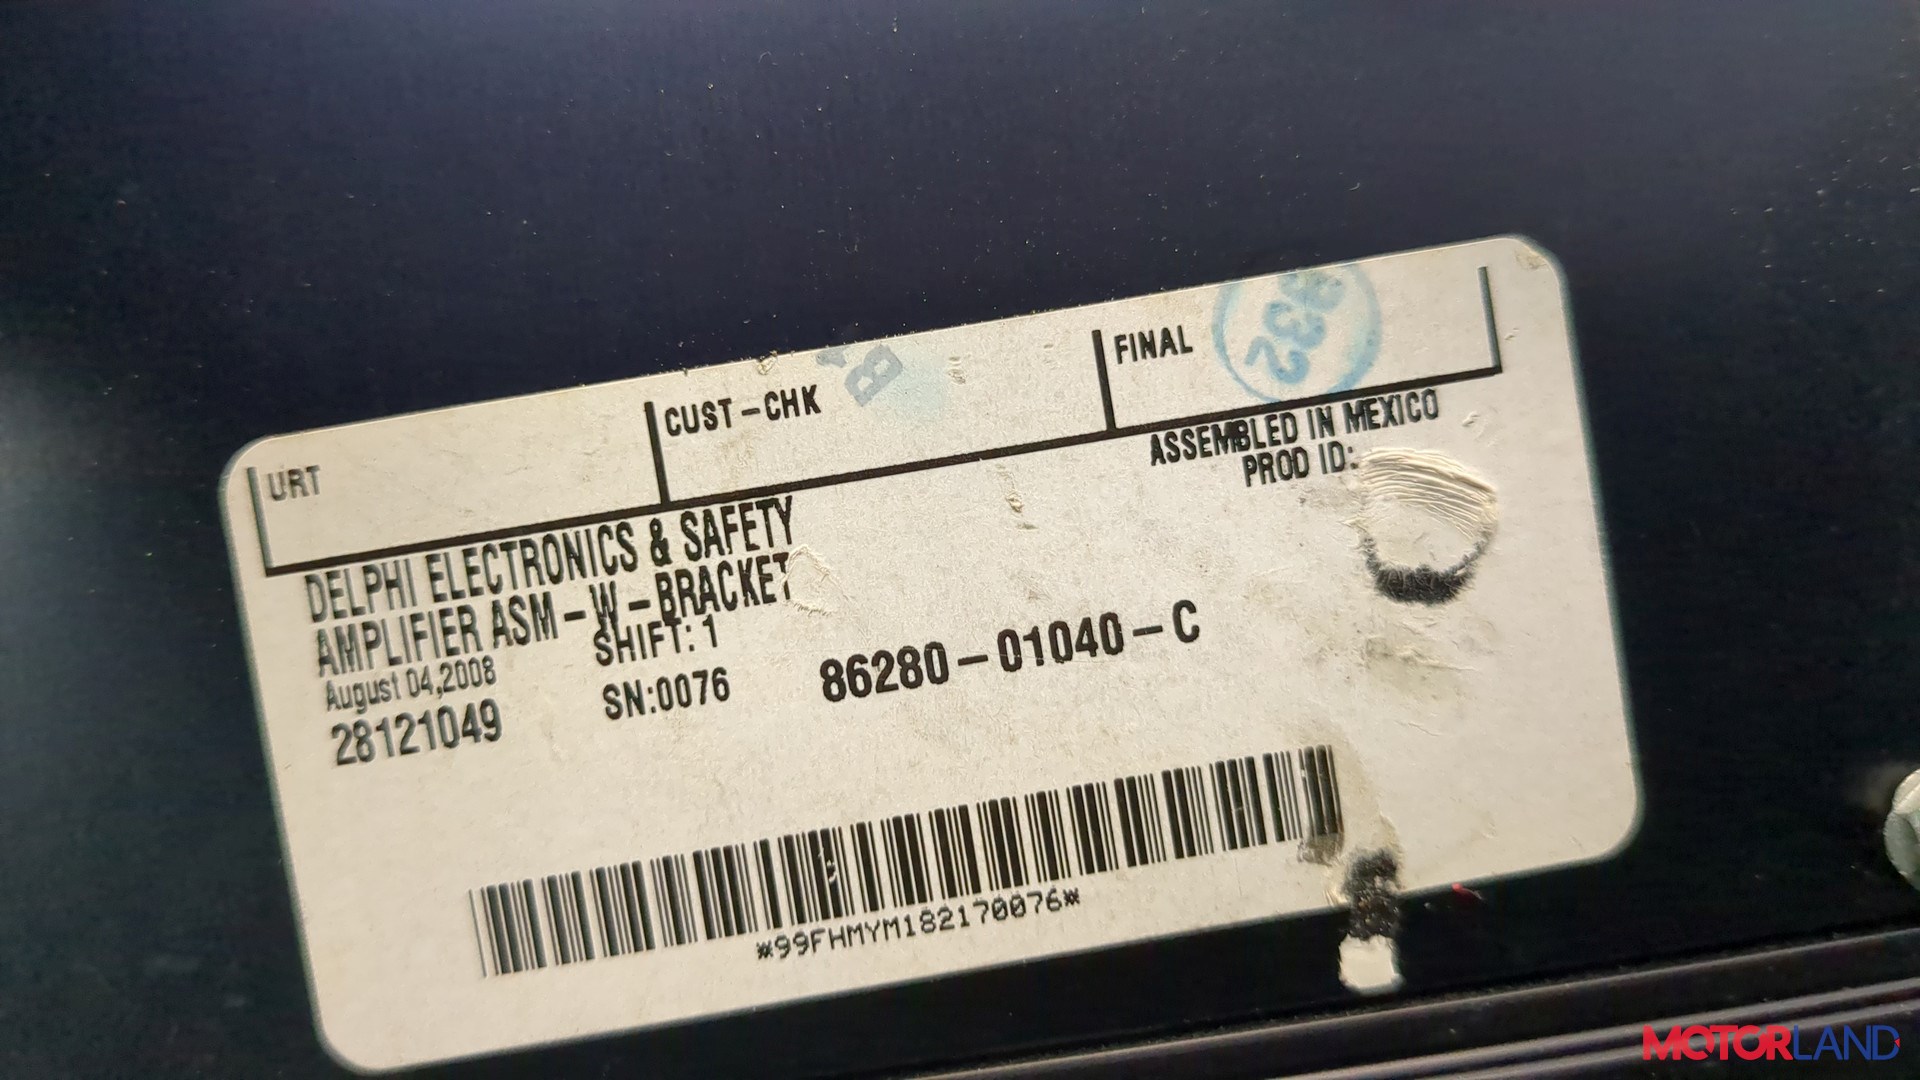 URT
CUST-CHK
B
FINAL
ASSEMBLED IN MEXICO
PROD ID:
DELPHI ELECTRONICS & SAFETY
AMPLIFIER ASM-W-BRACKET
August 04,2008
SHIFT: 1
28121049
SN:0076
86280-01040-C
*99FHMYM182170076*
MOTORLAND